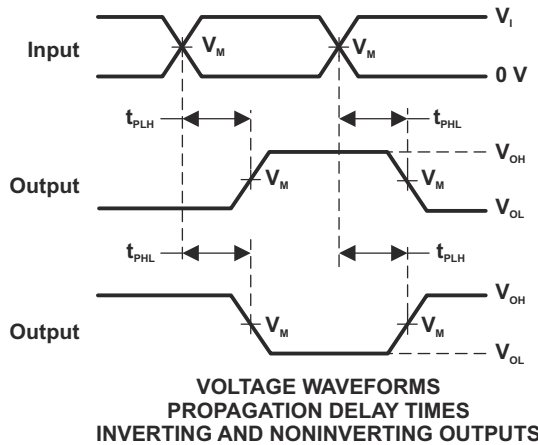 V_I
Input
V_M
V_M
0 V
t_PLH
t_PHL
V_OH
Output
V_M
V_M
V_OL
t_PHL
t_PLH
V_OH
Output
V_M
V_M
V_OL
VOLTAGE WAVEFORMS
PROPAGATION DELAY TIMES
INVERTING AND NONINVERTING OUTPUTS